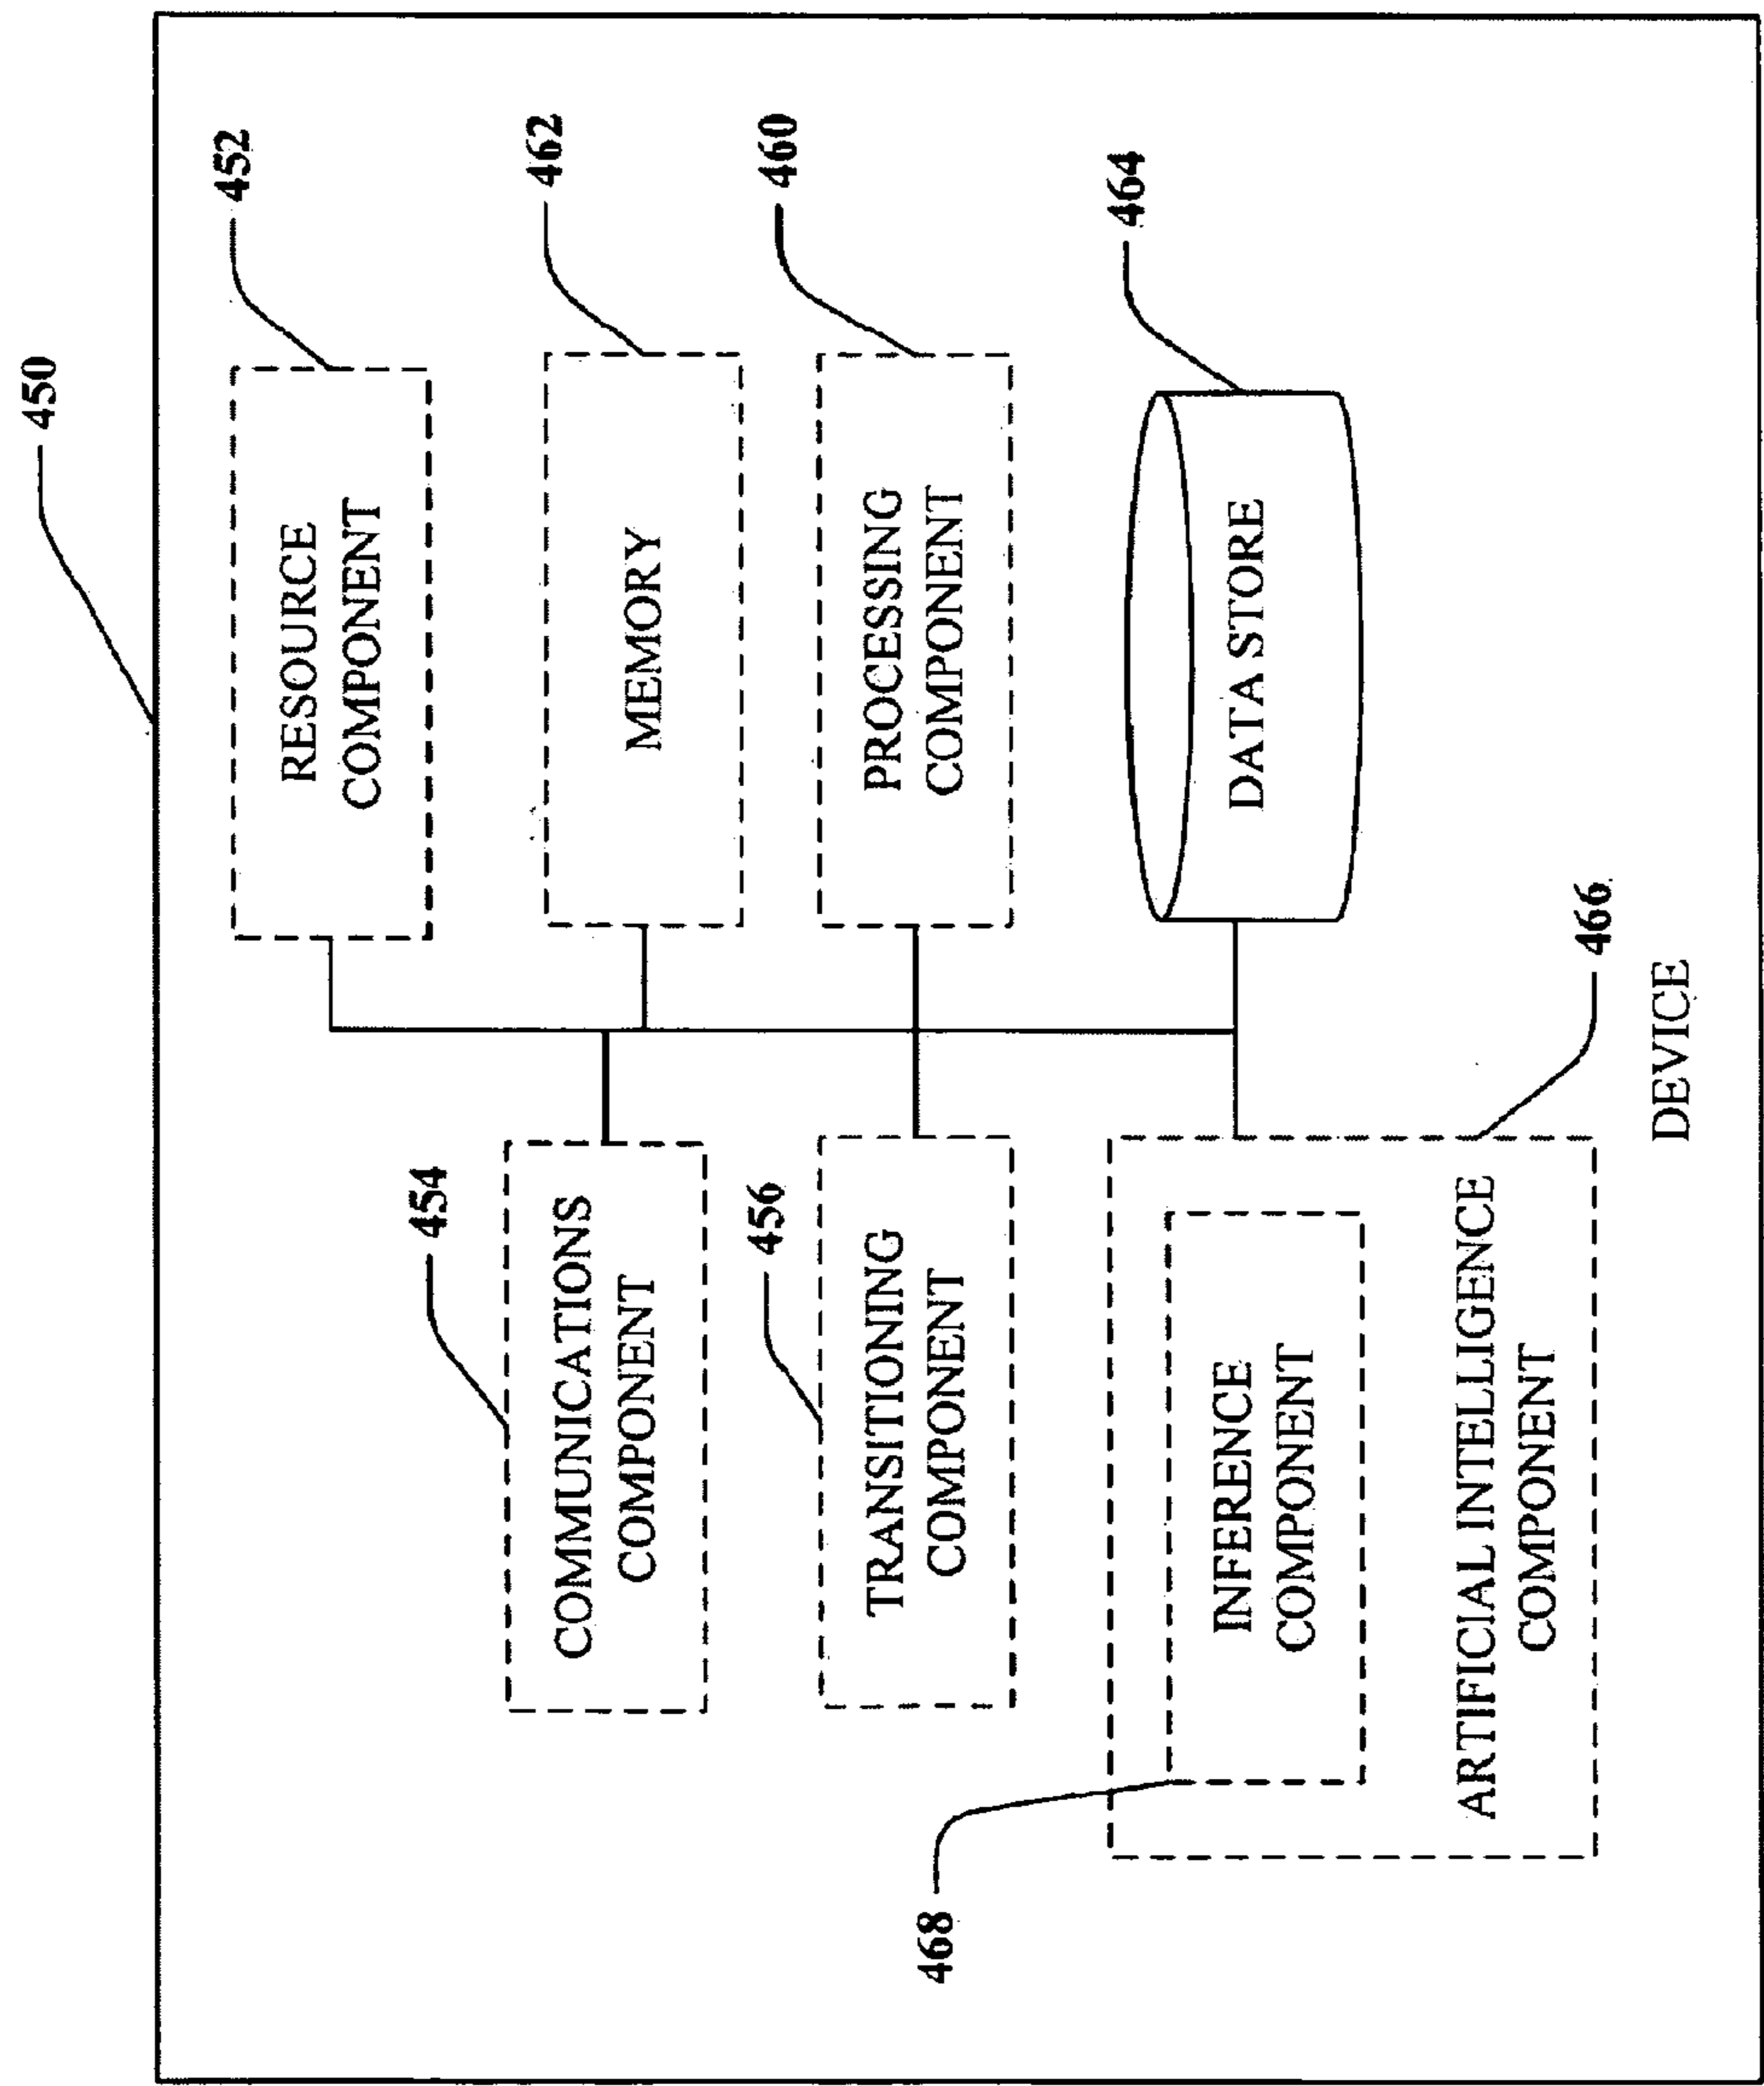 450
452
RESOURCE
COMPONENT
454
COMMUNICATIONS
COMPONENT
462
MEMORY
456
TRANSITIONING
COMPONENT
460
PROCESSING
COMPONENT
464
DATA STORE
468
INFERENCE
COMPONENT
ARTIFICIAL INTELLIGENCE
COMPONENT
466
DEVICE